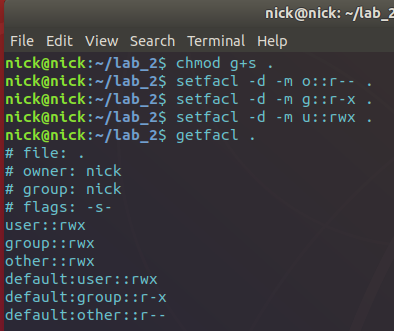 nick@nick: ~/lab_2
File Edit View Search Terminal Help
nick@nick:~/lab_2$ chmod g+s .
nick@nick:~/lab_2$ setfacl -d -m o::r-- .
nick@nick:~/lab_2$ setfacl -d -m g::r-x .
nick@nick:~/lab_2$ setfacl -d -m u::rwx .
nick@nick:~/lab_2$ getfacl .
# file: .
# owner: nick
# group: nick
# flags: -s-
user::rwx
group::rwx
other::rwx
default:user::rwx
default:group::r-x
default:other::r--